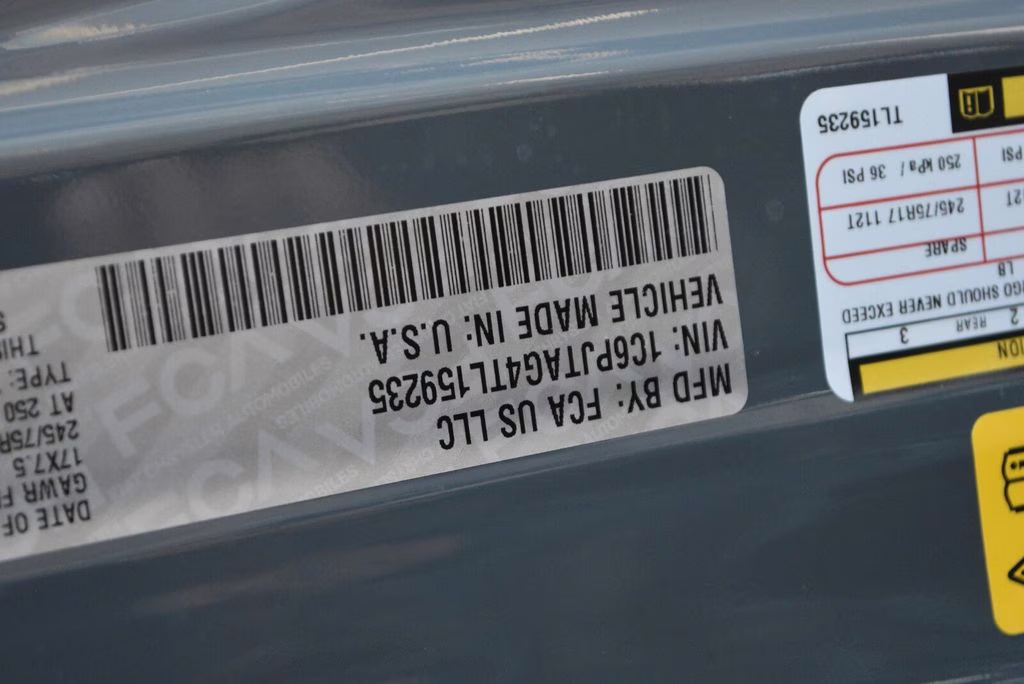 MFD BY: FCA US LLC
VIN: 1C6PJTAG4TL159235
VEHICLE MADE IN: U.S.A.
DATE OF
GAWR F
17X7.5
245/75R
AT 250
TYPE:
THI
S
ION
2 REAR 3
GO SHOULD NEVER EXCEED
LB
SPARE
245/75R17 112T
250 kPa / 36 PSI
TL159235
2T
PSI